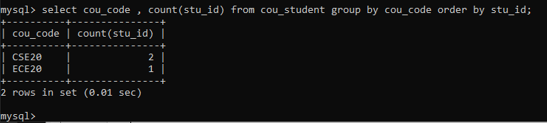 mysql> select cou_code , count(stu_id) from cou_student group by cou_code order by stu_id;
+----------+---------------+
| cou_code | count(stu_id) |
+----------+---------------+
| CSE20    |             2 |
| ECE20    |             1 |
+----------+---------------+
2 rows in set (0.01 sec)
mysql>